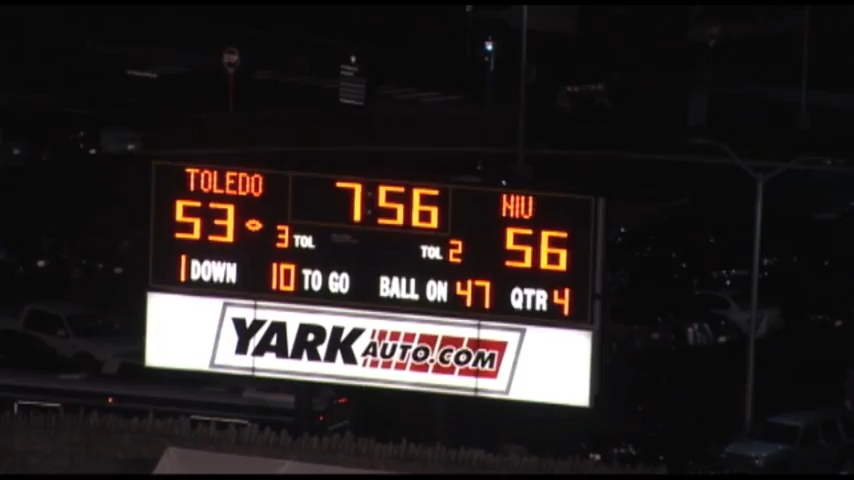 TOLEDO 7:56 NIU
53 3 TOL TOL 2 56
1 DOWN 10 TO GO BALL ON 47 QTR 4
YARKAUTO.COM